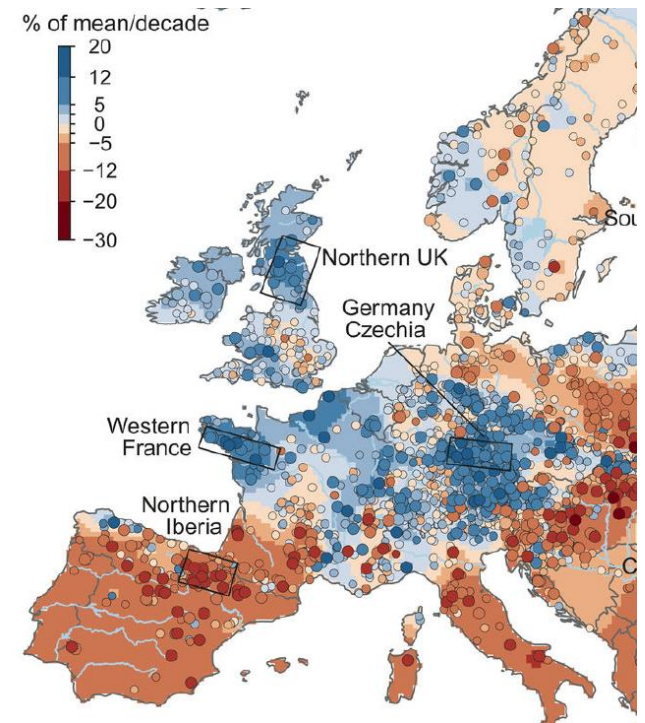 % of mean/decade
20
12
5
0
−5
−12
−20
−30
Sou
Northern UK
Germany
Czechia
Western
France
Northern
Iberia
C